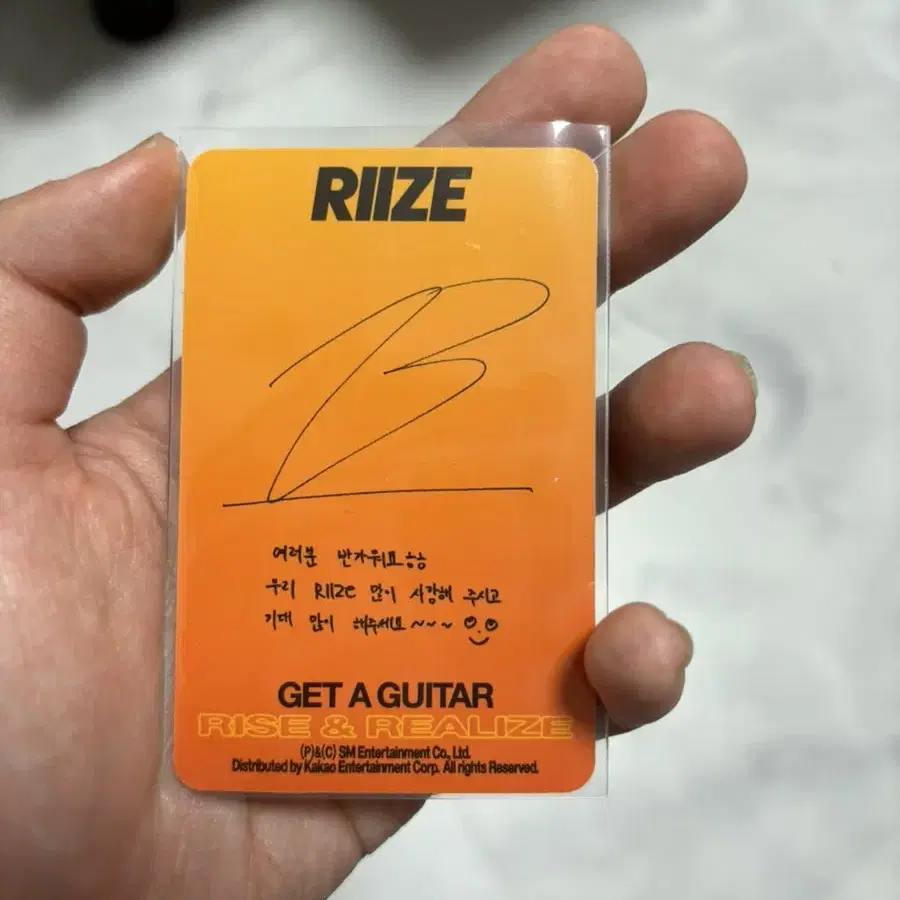 RIIZE
여러분 반가워요ㅎㅎ
우리 RIIZE 많이 사랑해 주시고
기대 많이 해주세요~~~
GET A GUITAR
RISE & REALIZE
(P)&(C) SM Entertainment Co., Ltd.
Distributed by Kakao Entertainment Corp. All rights Reserved.